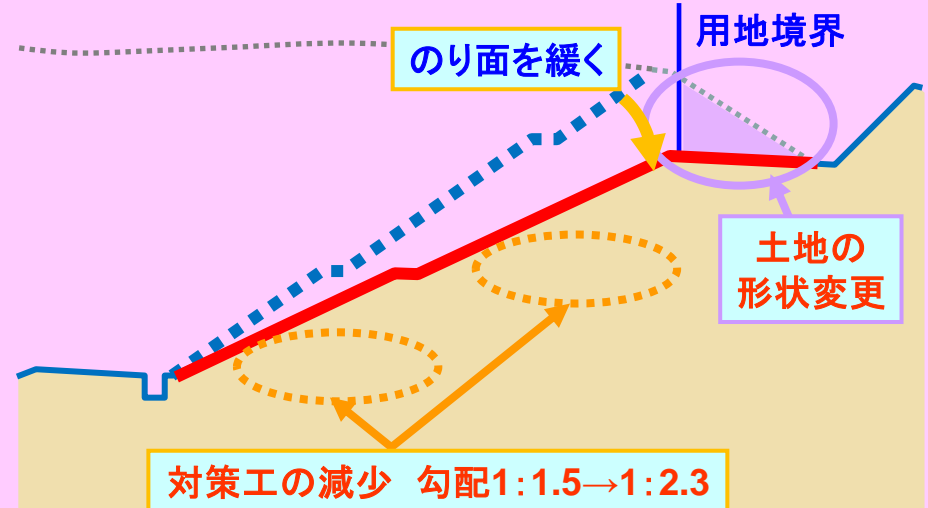 用地境界
のり面を緩く
土地の
形状変更
対策工の減少　勾配1：1.5→1：2.3